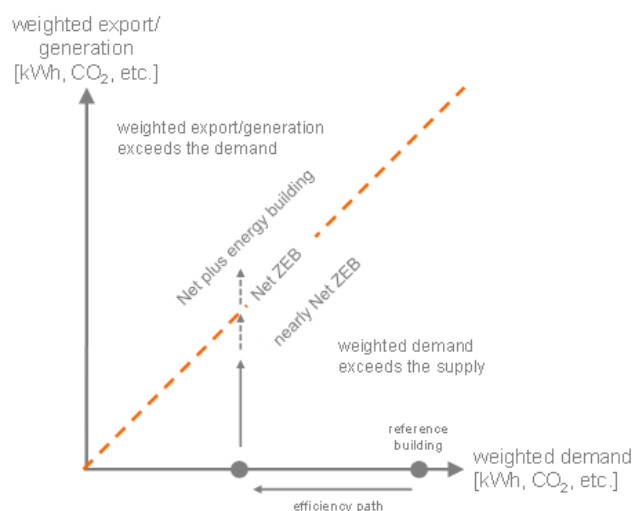 weighted export/
generation
[kWh, CO₂, etc.]
weighted export/generation
exceeds the demand
Net plus energy building
Net ZEB
nearly Net ZEB
weighted demand
exceeds the supply
reference
building
weighted demand
[kWh, CO₂, etc.]
efficiency path